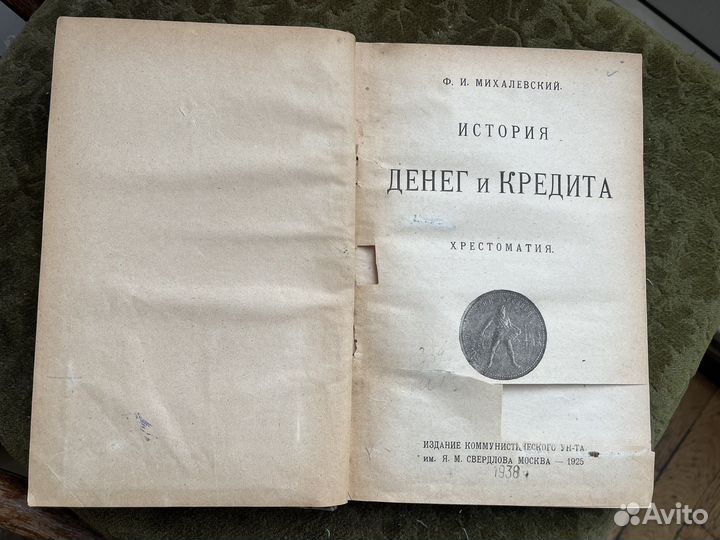 Ф. И. МИХАЛЕВСКИЙ.
ИСТОРИЯ
ДЕНЕГ и КРЕДИТА
ХРЕСТОМАТИЯ.
ИЗДАНИЕ КОММУНИСТИЧЕСКОГО УН-ТА
им. Я. М. СВЕРДЛОВА МОСКВА — 1925
1938
Avito